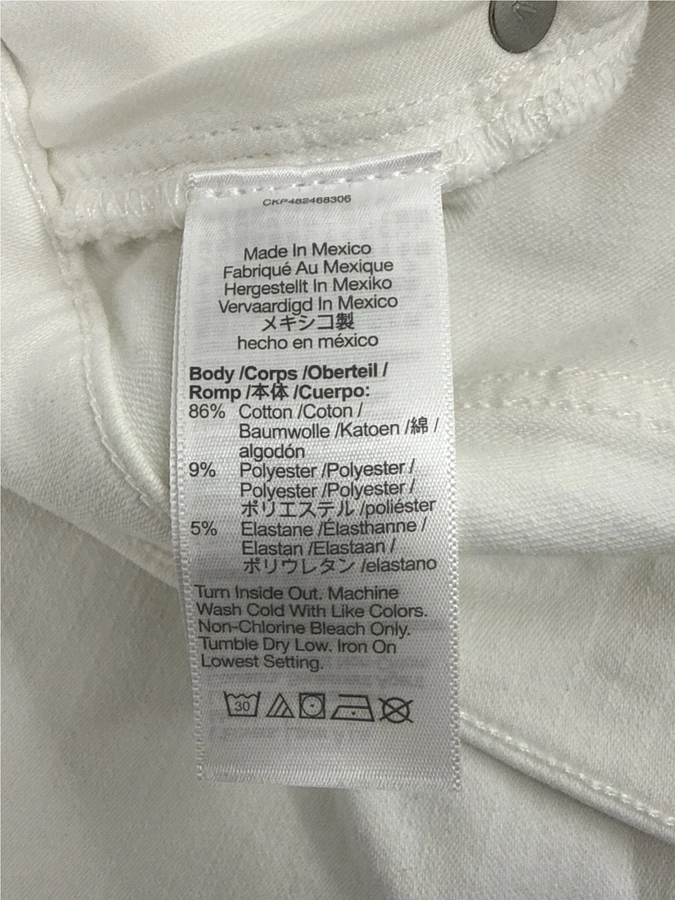 CKP482468306
Made In Mexico
Fabriqué Au Mexique
Hergestellt In Mexiko
Vervaardigd In Mexico
メキシコ製
hecho en méxico
Body /Corps /Oberteil /
Romp /本体 /Cuerpo:
86% Cotton /Coton /
Baumwolle /Katoen /綿 /
algodón
9% Polyester /Polyester /
Polyester /Polyester /
ポリエステル /poliéster
5% Elastane /Élasthanne /
Elastan /Elastaan /
ポリウレタン /elastano
Turn Inside Out. Machine
Wash Cold With Like Colors.
Non-Chlorine Bleach Only.
Tumble Dry Low. Iron On
Lowest Setting.
30